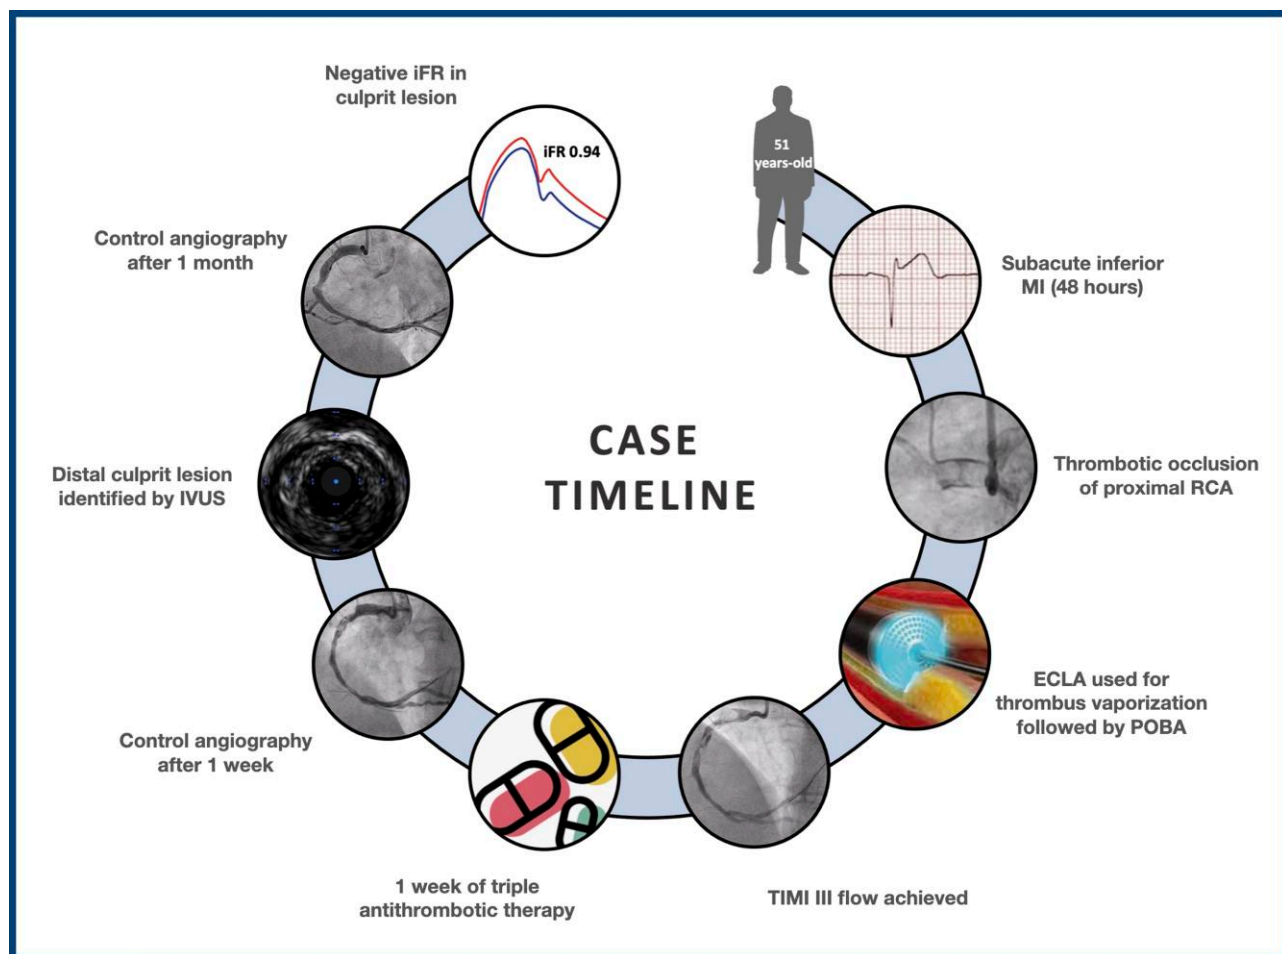 CASE
TIMELINE
51
years-old
Subacute inferior
MI (48 hours)
Thrombotic occlusion
of proximal RCA
ECLA used for
thrombus vaporization
followed by POBA
TIMI III flow achieved
1 week of triple
antithrombotic therapy
Control angiography
after 1 week
Distal culprit lesion
identified by IVUS
Control angiography
after 1 month
Negative iFR in
culprit lesion
iFR 0.94